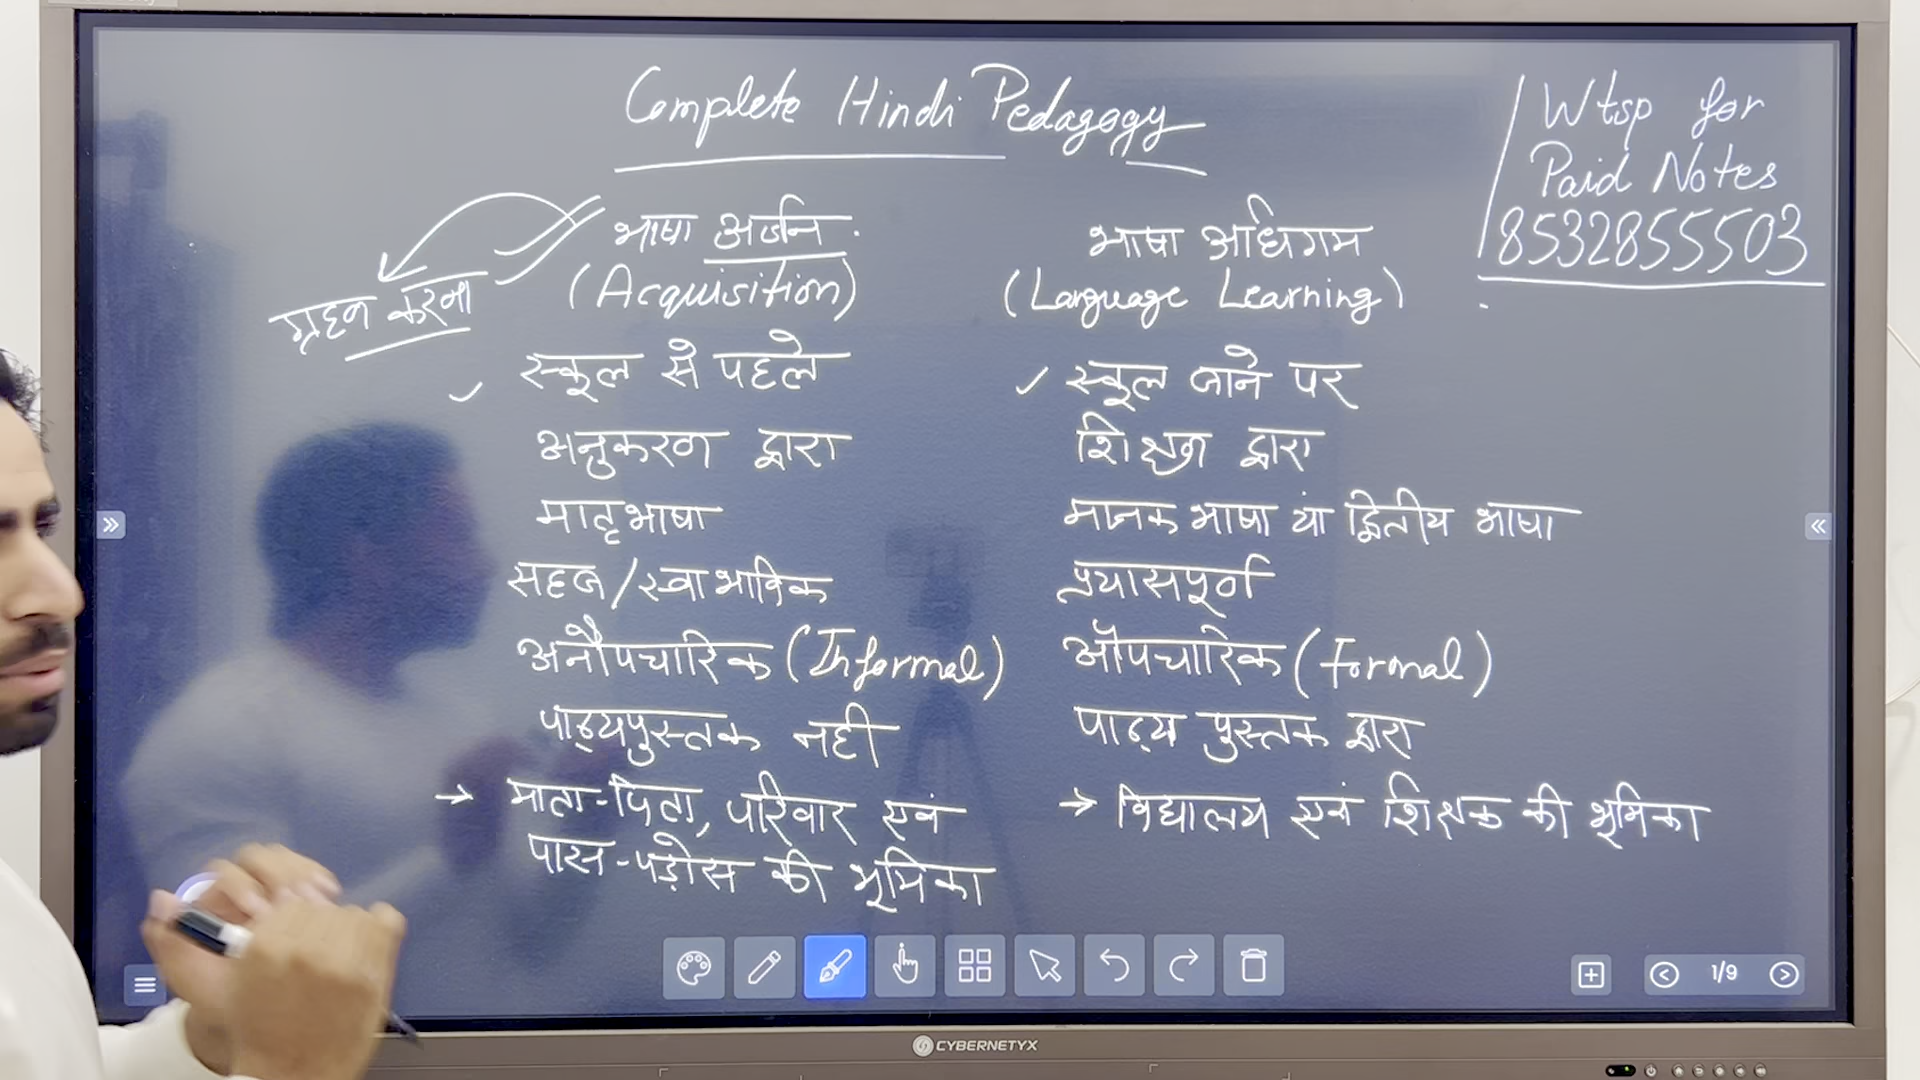 Complete Hindi Pedagogy
Wtsp for
Paid Notes
8532855503
भाषा अर्जन
(Acquisition)
ग्रहन करना
स्कूल से पहले
अनुकरण द्वारा
मातृभाषा
सहज/स्वाभाविक
अनौपचारिक (Informal)
पाठ्यपुस्तक नही
→ माता-पिता, परिवार एवं
पास-पड़ोस की भूमिका
भाषा अधिगम
(Language Learning)
स्कूल जाने पर
शिक्षण द्वारा
मानक भाषा या द्वितीय भाषा
प्रयासपूर्ण
औपचारिक (Formal)
पाठ्य पुस्तक द्वारा
→ विद्यालय एवं शिक्षक की भूमिका
1/9
CYBERNETYX